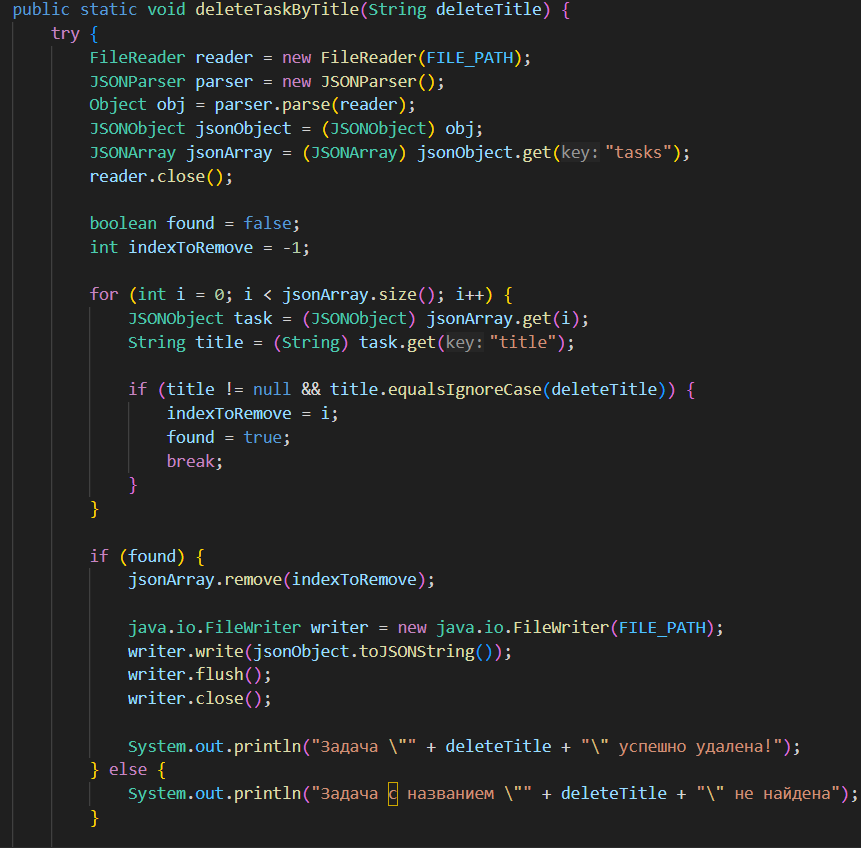 public static void deleteTaskByTitle(String deleteTitle) {
try {
FileReader reader = new FileReader(FILE_PATH);
JSONParser parser = new JSONParser();
Object obj = parser.parse(reader);
JSONObject jsonObject = (JSONObject) obj;
JSONArray jsonArray = (JSONArray) jsonObject.get(key: "tasks");
reader.close();
boolean found = false;
int indexToRemove = -1;
for (int i = 0; i < jsonArray.size(); i++) {
JSONObject task = (JSONObject) jsonArray.get(i);
String title = (String) task.get(key: "title");
if (title != null && title.equalsIgnoreCase(deleteTitle)) {
indexToRemove = i;
found = true;
break;
}
}
if (found) {
jsonArray.remove(indexToRemove);
java.io.FileWriter writer = new java.io.FileWriter(FILE_PATH);
writer.write(jsonObject.toJSONString());
writer.flush();
writer.close();
System.out.println("Задача \"" + deleteTitle + "\" успешно удалена!");
} else {
System.out.println("Задача с названием \"" + deleteTitle + "\" не найдена");
}